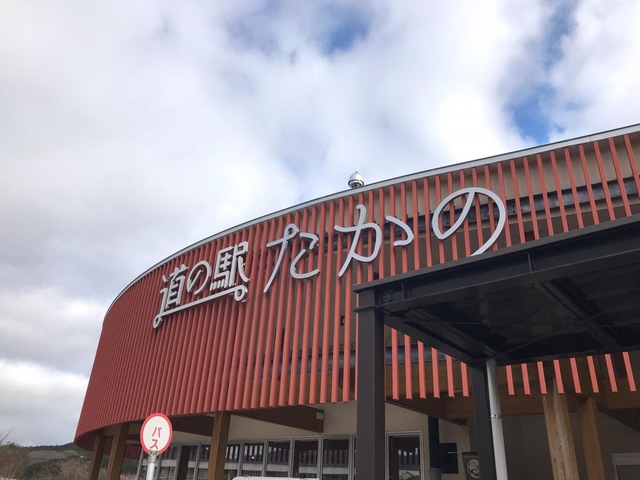 道の駅 たかの
バス